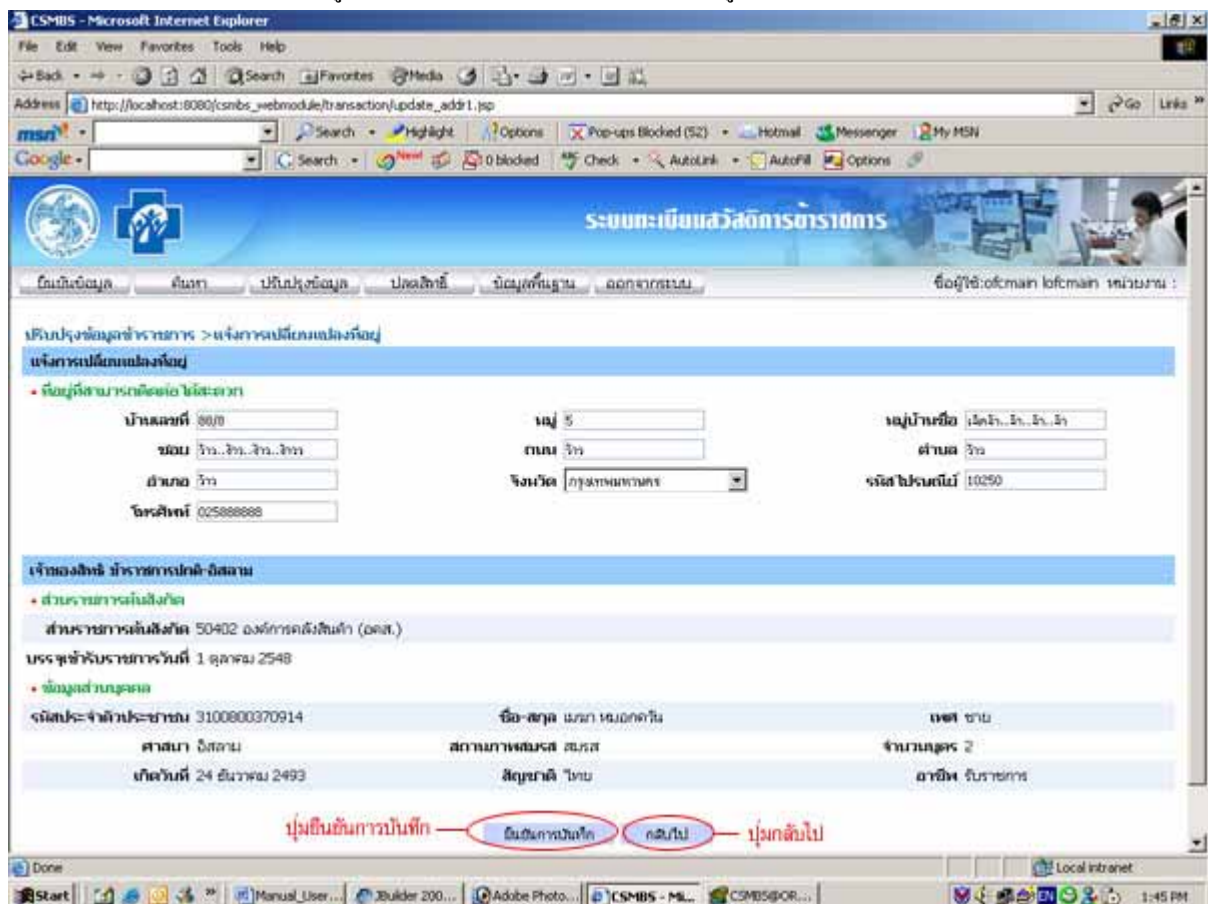 CSMBS - Microsoft Internet Explorer
File Edit View Favorites Tools Help
Back Search Favorites Media
Address http://localhost:8080/csmbs_webmodule/transaction/update_addr1.jsp Go Links »
msn Search Highlight Options Pop-ups Blocked (52) Hotmail Messenger My MSN
Google Search New! 0 blocked Check AutoLink AutoFill Options
ระบบทะเบียนสวัสดิการข้าราชการ
ยืนยันข้อมูล ค้นหา ปรับปรุงข้อมูล ปลดสิทธิ์ ข้อมูลพื้นฐาน ออกจากระบบ ชื่อผู้ใช้:ofcmain lofcmain หน่วยงาน :
ปรับปรุงข้อมูลข้าราชการ >แจ้งการเปลี่ยนแปลงที่อยู่
แจ้งการเปลี่ยนแปลงที่อยู่
• ที่อยู่ที่สามารถติดต่อได้สะดวก
บ้านเลขที่ 88/8 หมู่ 5 หมู่บ้านชื่อ
ซอย ถนน ตำบล
อำเภอ จังหวัด กรุงเทพมหานคร รหัสไปรษณีย์ 10250
โทรศัพท์ 025888888
เจ้าของสิทธิ ข้าราชการปกติ-อิสลาม
• ส่วนราชการต้นสังกัด
ส่วนราชการต้นสังกัด 50402 องค์การคลังสินค้า (อคส.)
บรรจุเข้ารับราชการวันที่ 1 ตุลาคม 2548
• ข้อมูลส่วนบุคคล
รหัสประจำตัวประชาชน 3100800370914 ชื่อ-สกุล เมฆา หมอกควัน เพศ ชาย
ศาสนา อิสลาม สถานภาพสมรส สมรส จำนวนบุตร 2
เกิดวันที่ 24 ธันวาคม 2493 สัญชาติ ไทย อาชีพ รับราชการ
ปุ่มยืนยันการบันทึก ยืนยันการบันทึก กลับไป ปุ่มกลับไป
Done Local intranet
Start » Manual_User... JBuilder 200... Adobe Photo... CSMBS - Mi... CSMBS@OR... EN 1:45 PM